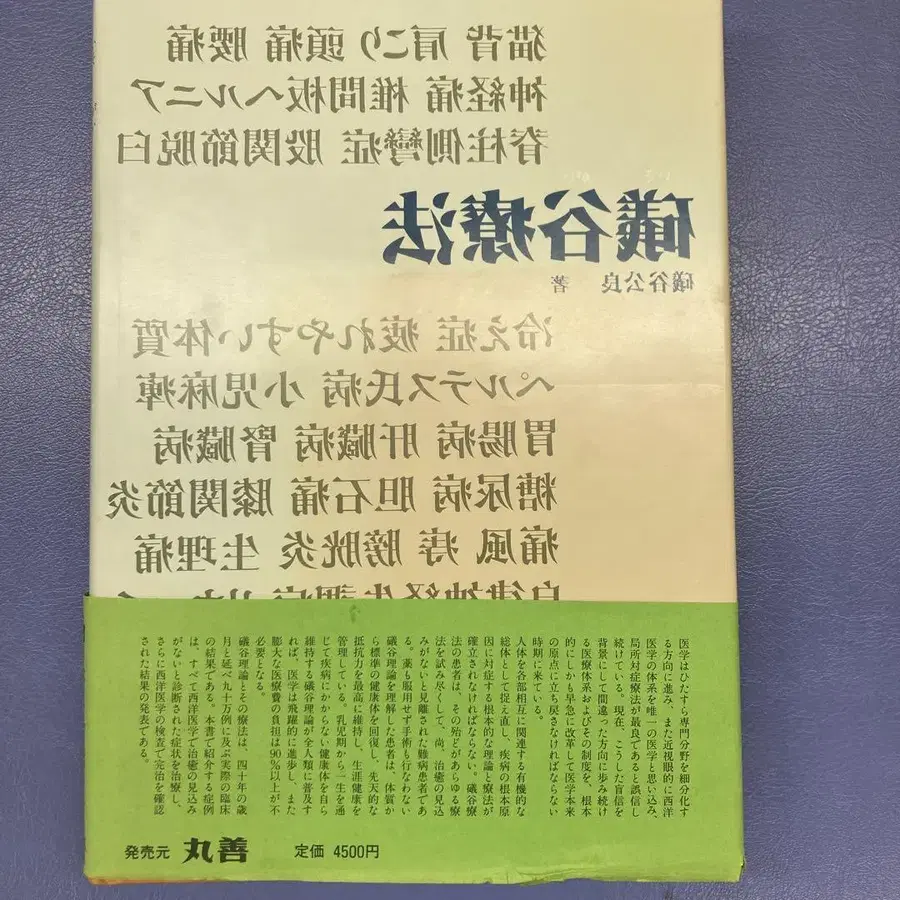 猫背 肩こり 頭痛 腰痛
神経痛 椎間板ヘルニア
脊柱側彎症 股関節脱臼
礒谷療法
礒谷公良 著
冷え症 疲れやすい体質
ペルテス氏病 小児麻痺
胃腸病 肝臓病 腎臓病
糖尿病 胆石痛 膝関節炎
痛風 痔 膀胱炎 生理痛
自律神経失調症
医学はひたすら専門分野を細分化す
る方向に進み、また近視眼的に西洋
医学の体系を唯一の医学と思い込み、
局所対症療法が最良であると誤信し
続けている。現在、こうした盲信を
背景にして間違った方向に歩み続け
る医療体系およびその制度を、根本
的にしかも早急に改革して医学本来
の原点に立ち戻さなければならない
時期に来ている。
人体を各部相互に関連する有機的な
総体として捉え直し、疾病の根本原
因に対症する根本的な理論と療法が
確立されなければならない。礒谷療
法の患者は、その殆どがあらゆる療
法を試み尽くして、尚、治癒の見込
みがないと見離された難病患者であ
る。薬も服用せず手術も行なわない
礒谷理論を理解した患者は、体質か
ら標準の健康体を回復し、先天的な
抵抗力を最高に維持し、生涯健康を
管理している。乳児期から一生を通
じて疾病にかからない健康体を自ら
維持する礒谷理論が全人類に普及す
れば、医学は飛躍的に進歩し、また
膨大な医療費の負担は90％以上が不
必要となる。
礒谷理論とその療法は、四十年の歳
月と延べ九十万例に及ぶ実際の臨床
の結果である。本書で紹介する症例
は、すべて西洋医学で治癒の見込み
がないと診断された症状を治療し、
さらに西洋医学の検査で完治を確認
された結果の発表である。
発売元 丸善 定価 4500円